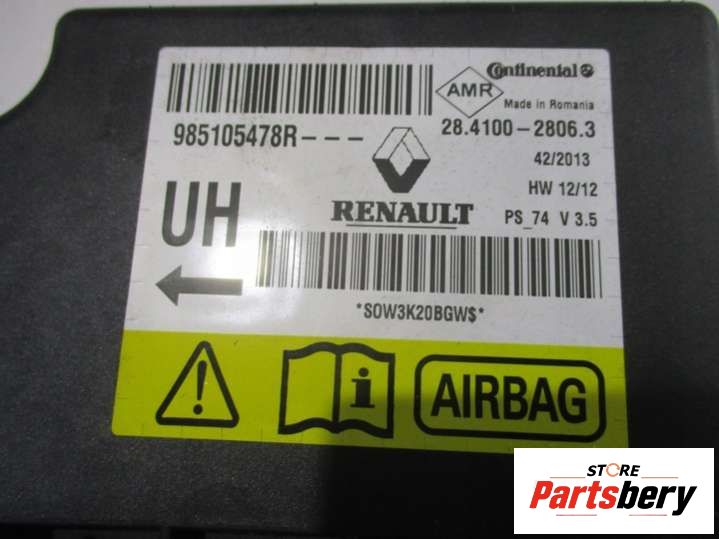 Continental
AMR
Made in Romania
985105478R---
28.4100-2806.3
42/2013
HW 12/12
UH
RENAULT
PS_74 V 3.5
*S0W3K20BGW$*
i
AIRBAG
STORE
Partsbery